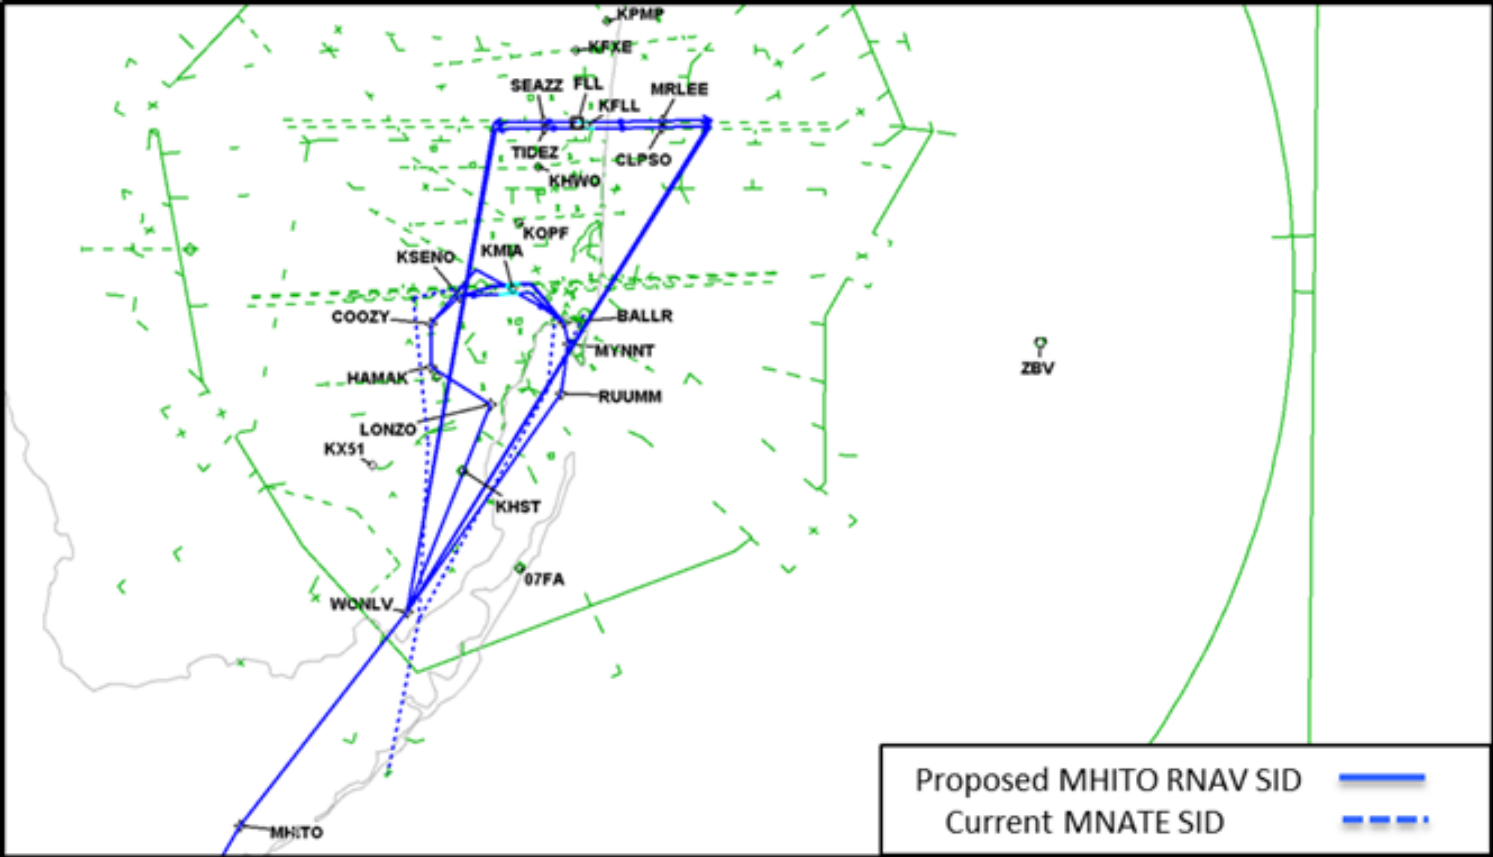 KPMP
KFXE
SEAZZ
FLL
MRLEE
KFLL
TIDEZ
CLPSO
KHWO
KOPF
KSENO
KMIA
COOZY
BALLR
MYNNT
ZBV
HAMAK
RUUMM
LONZO
KX51
KHST
07FA
WONLV
MHITO
Proposed MHITO RNAV SID
Current MNATE SID